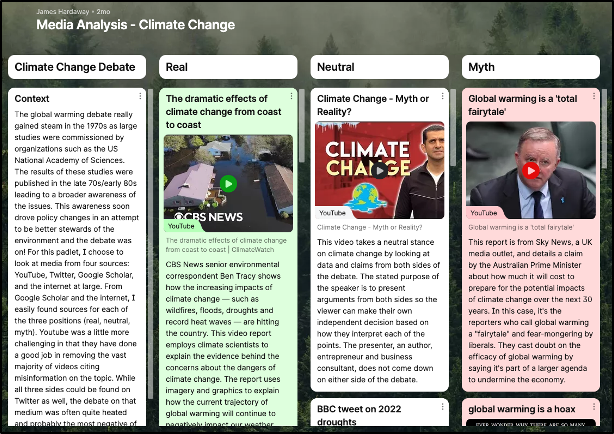 James Hardaway • 2mo
Media Analysis - Climate Change
Climate Change Debate
Context
The global warming debate really
gained steam in the 1970s as large
studies were commissioned by
organizations such as the US
National Academy of Sciences.
The results of these studies were
published in the late 70s/early 80s
leading to a broader awareness of
the issues. This awareness soon
drove policy changes in an attempt
to be better stewards of the
environment and the debate was
on! For this padlet, I choose to
look at media from four sources:
YouTube, Twitter, Google Scholar,
and the internet at large. From
Google Scholar and the internet, I
easily found sources for each of
the three positions (real, neutral,
myth). Youtube was a little more
challenging in that they have done
a good job in removing the vast
majority of videos citing
misinformation on the topic. While
all three sides could be found on
Twitter as well, the debate on that
medium was often quite heated
and probably the most negative of
Real
The dramatic effects of
climate change from coast
to coast
CBS NEWS
YouTube
The dramatic effects of climate change
from coast to coast | ClimateWatch
CBS News senior environmental
correspondent Ben Tracy shows
how the increasing impacts of
climate change — such as
wildfires, floods, droughts and
record heat waves — are hitting
the country. This video report
employs climate scientists to
explain the evidence behind the
concerns about the dangers of
climate change. The report uses
imagery and graphics to explain
how the current trajectory of
global warming will continue to
negatively impact our weather
Neutral
Climate Change - Myth or
Reality?
CLIMATE
CHANGE
YouTube
Climate Change - Myth or Reality?
This video takes a neutral stance
on climate change by looking at
data and claims from both sides of
the debate. The stated purpose of
the speaker is to present
arguments from both sides so the
viewer can make their own
independent decision based on
how they interpret each of the
points. The presenter, an author,
entrepreneur and business
consultant, does not come down
on either side of the debate.
BBC tweet on 2022
droughts
Myth
Global warming is a 'total
fairytale'
YouTube
Global warming is a 'total fairytale'
This report is from Sky News, a UK
media outlet, and details a claim
by the Australian Prime Minister
about how much it will cost to
prepare for the potential impacts
of climate change over the next 30
years. In this case, it's the
reporters who call global warming
a "fairytale" and fear-mongering by
liberals. They cast doubt on the
efficacy of global warming by
saying it's part of a larger agenda
to undermine the economy.
global warming is a hoax
EVER WONDER WHY THERE ARE SO MANY